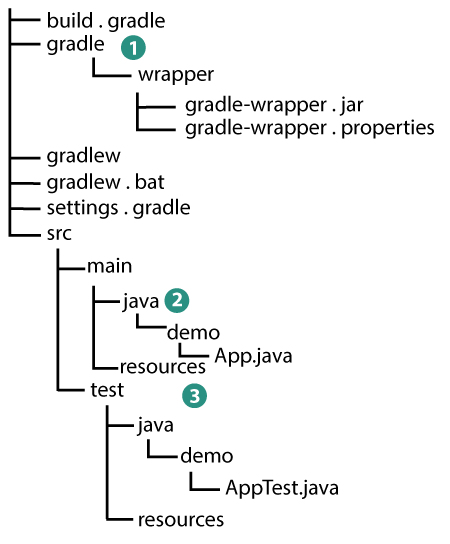 build . gradle
gradle 1
wrapper
gradle-wrapper . jar
gradle-wrapper . properties
gradlew
gradlew . bat
settings . gradle
src
main
java 2
demo
App.java
resources
test 3
java
demo
AppTest.java
resources